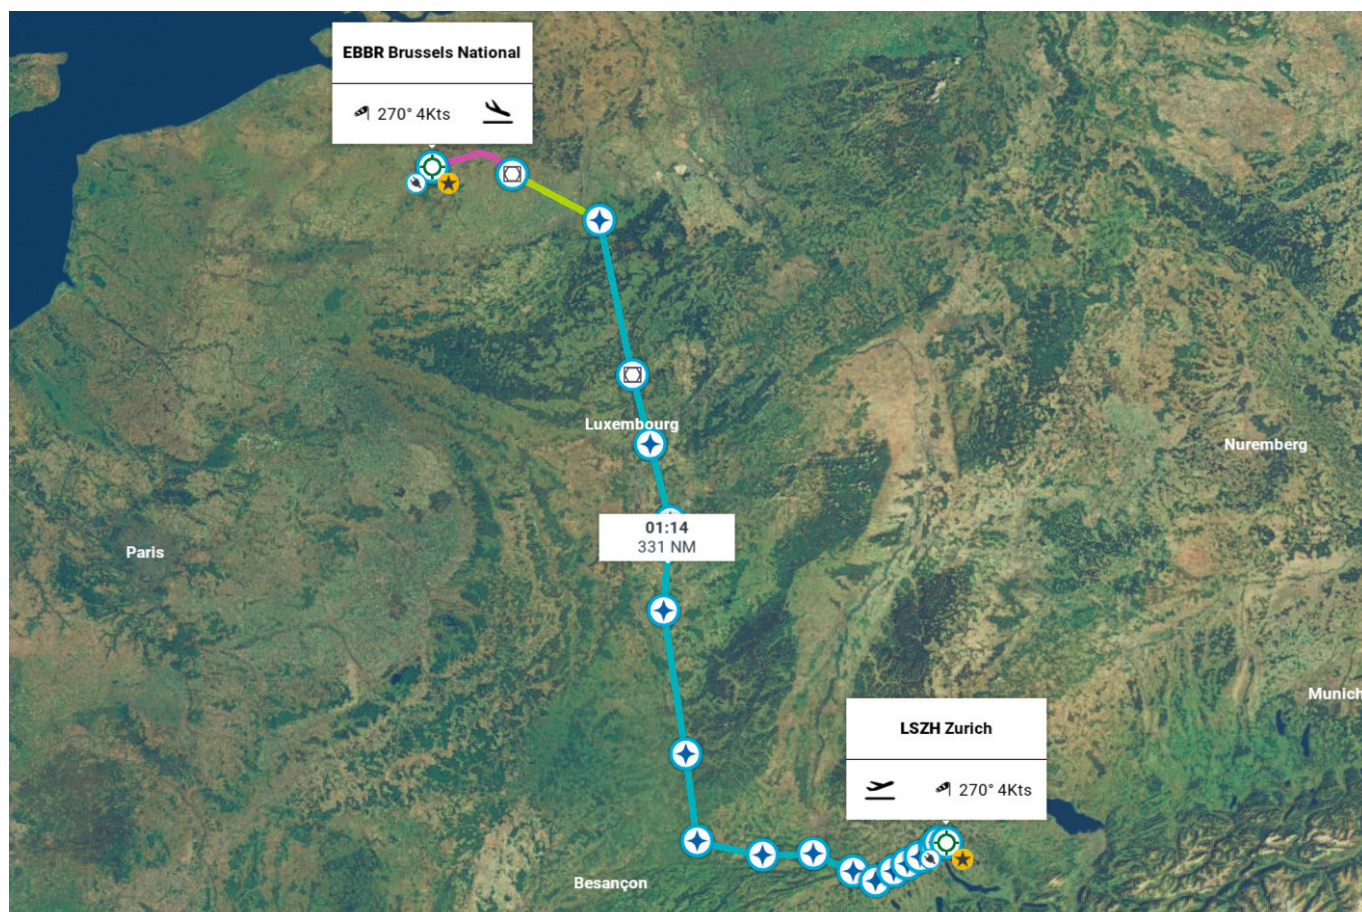 EBBR Brussels National
270° 4Kts
Luxembourg
Nuremberg
01:14
331 NM
Paris
Munich
LSZH Zurich
270° 4Kts
Besançon